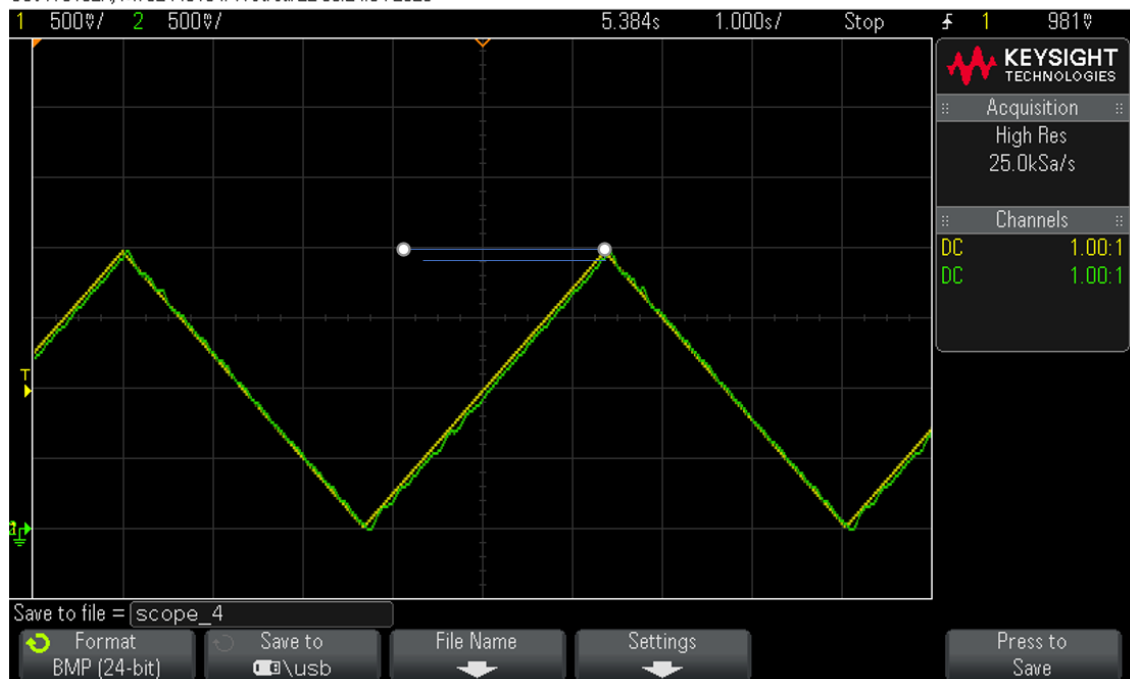 1 500mV/ 2 500mV/ 5.384s 1.000s/ Stop 1 981mV
KEYSIGHT
TECHNOLOGIES
Acquisition
High Res
25.0kSa/s
Channels
DC 1.00:1
DC 1.00:1
T
Save to file = scope_4
Format Save to File Name Settings Press to
BMP (24-bit) \usb Save